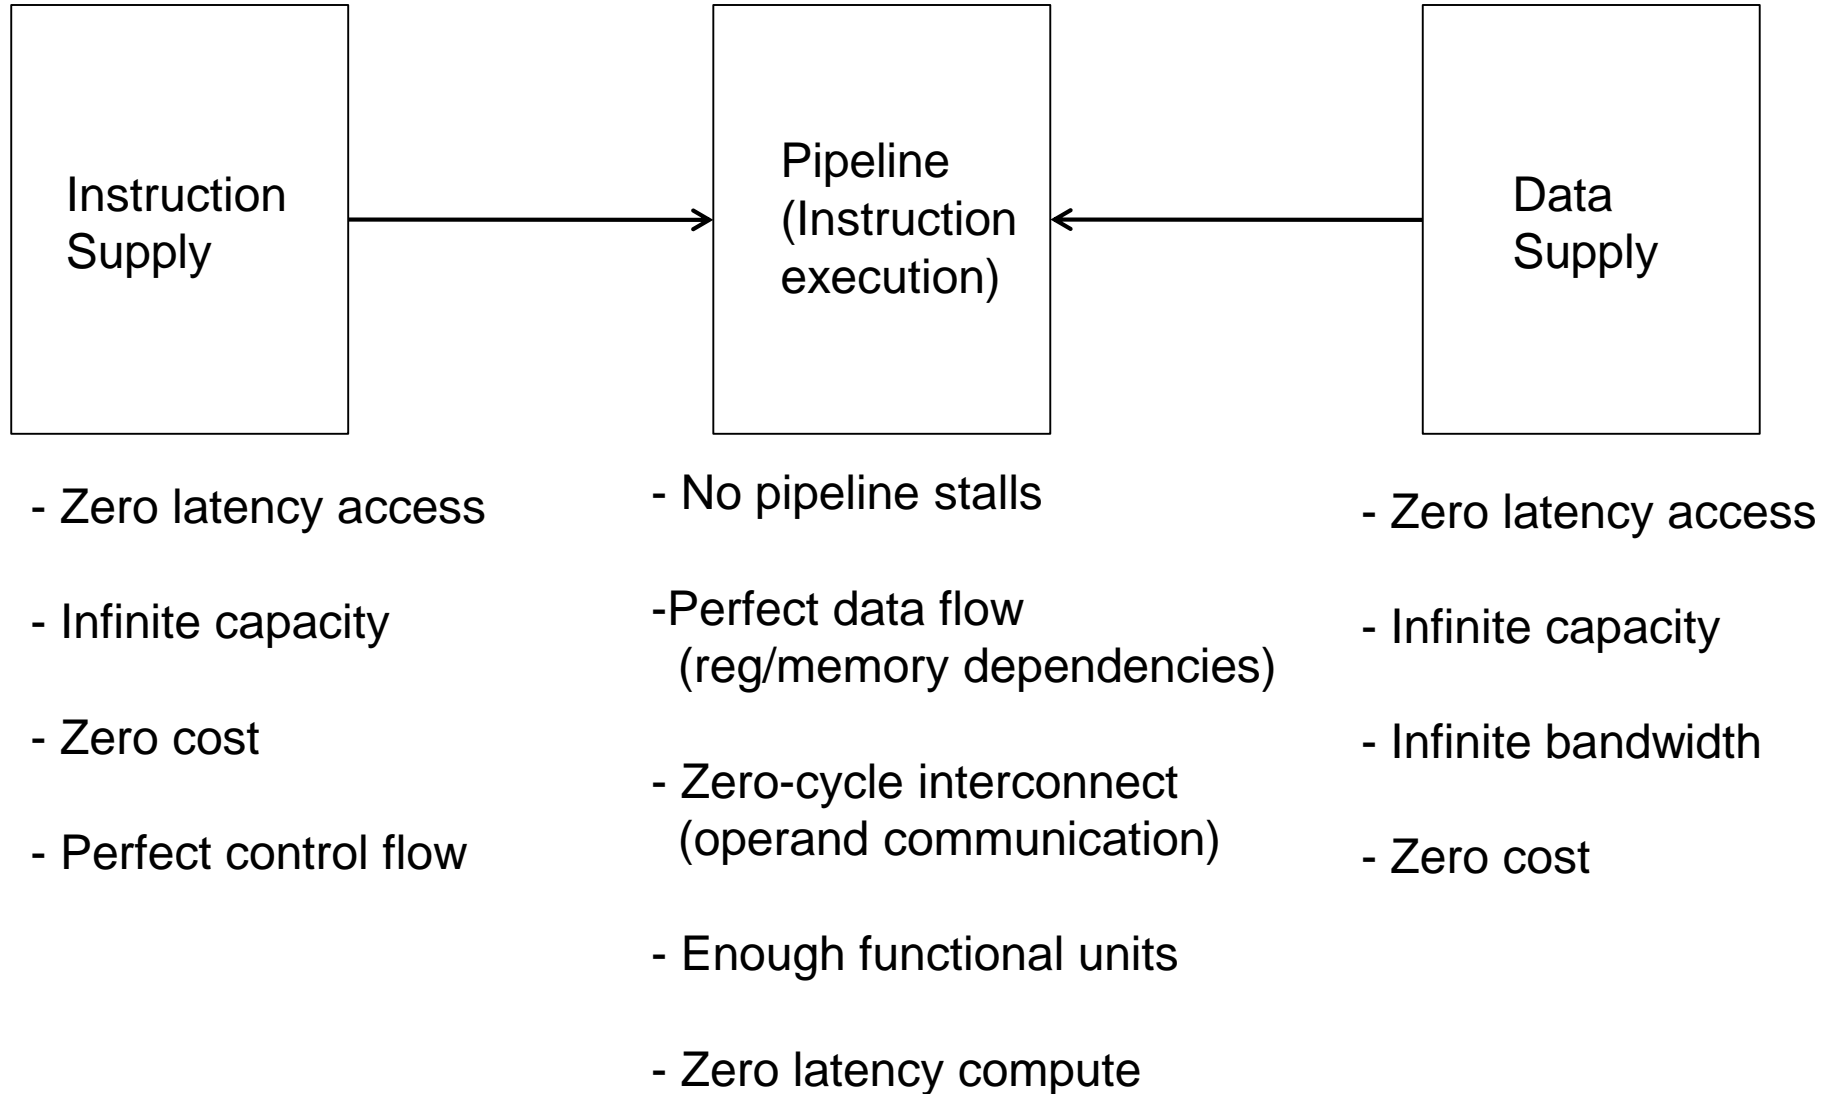 Instruction
Supply
Pipeline
(Instruction
execution)
Data
Supply
- Zero latency access
- Infinite capacity
- Zero cost
- Perfect control flow
- No pipeline stalls
-Perfect data flow
(reg/memory dependencies)
- Zero-cycle interconnect
(operand communication)
- Enough functional units
- Zero latency compute
- Zero latency access
- Infinite capacity
- Infinite bandwidth
- Zero cost